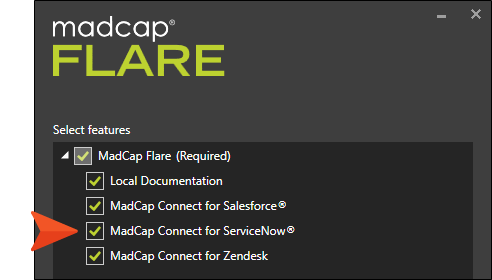 madcap®
FLARE
Select features
MadCap Flare (Required)
Local Documentation
MadCap Connect for Salesforce®
MadCap Connect for ServiceNow®
MadCap Connect for Zendesk